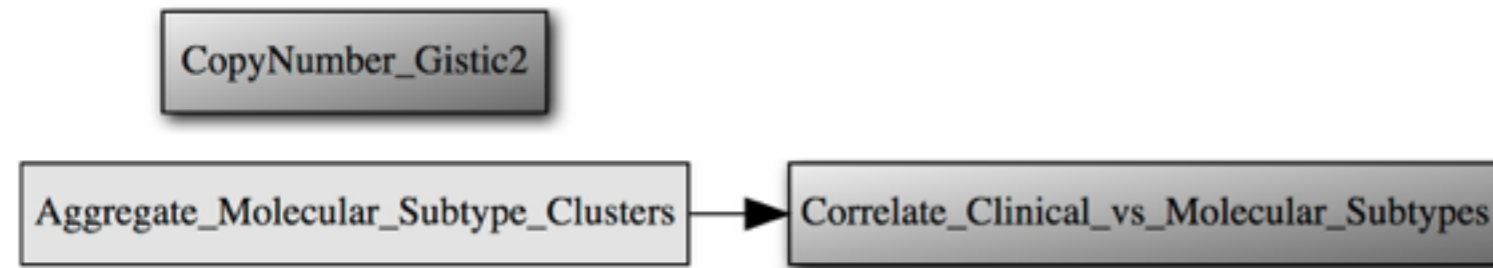 CopyNumber_Gistic2
Aggregate_Molecular_Subtype_Clusters
Correlate_Clinical_vs_Molecular_Subtypes